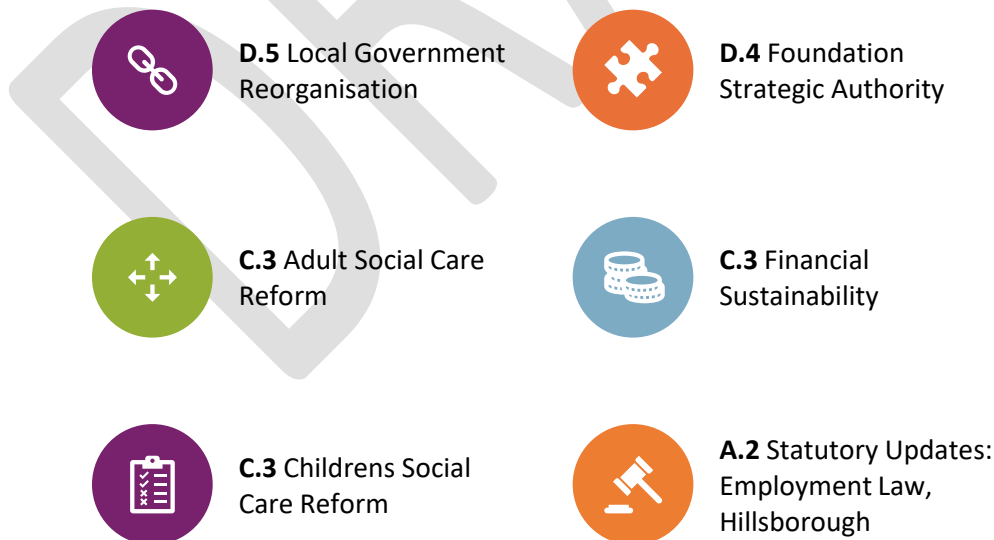 D.5 Local Government
Reorganisation
D.4 Foundation
Strategic Authority
C.3 Adult Social Care
Reform
C.3 Financial
Sustainability
C.3 Childrens Social
Care Reform
A.2 Statutory Updates:
Employment Law,
Hillsborough